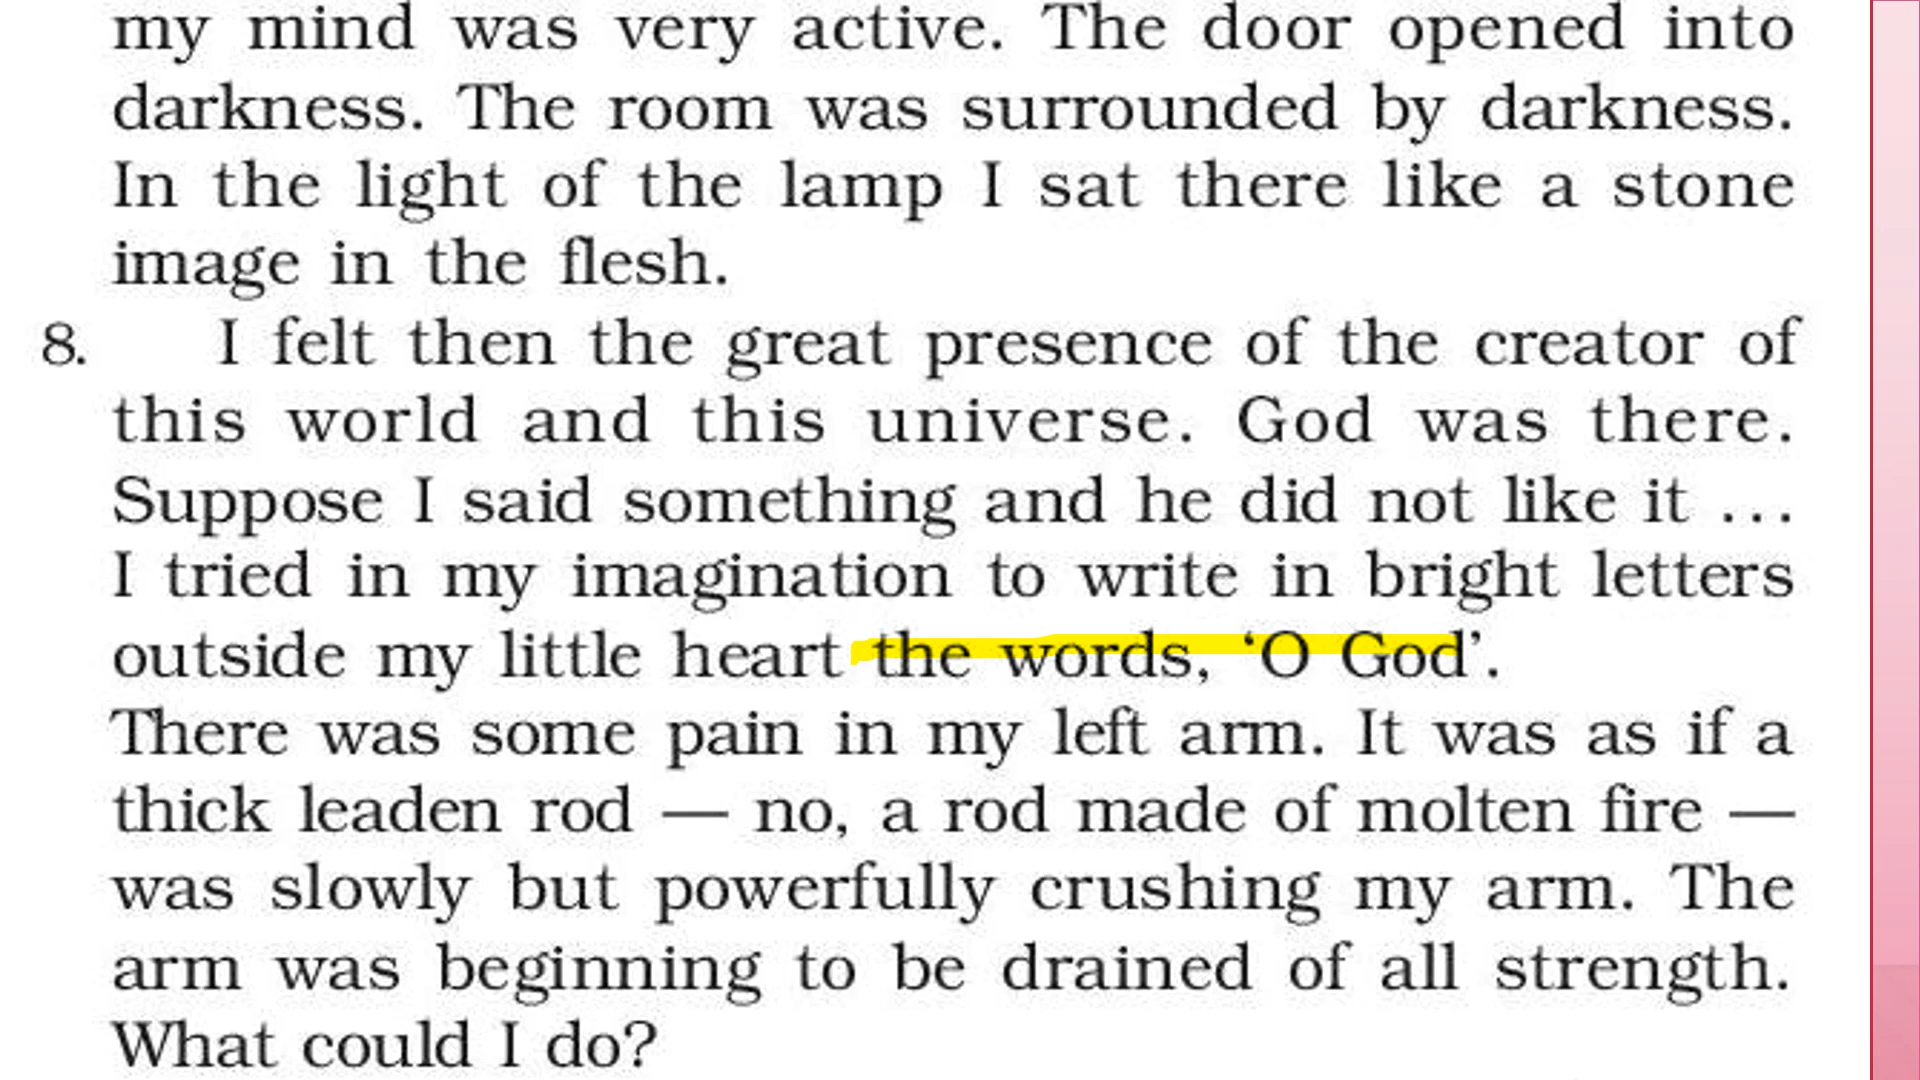 my mind was very active. The door opened into
darkness. The room was surrounded by darkness.
In the light of the lamp I sat there like a stone
image in the flesh.
8. I felt then the great presence of the creator of
this world and this universe. God was there.
Suppose I said something and he did not like it ...
I tried in my imagination to write in bright letters
outside my little heart the words, ‘O God’.
There was some pain in my left arm. It was as if a
thick leaden rod — no, a rod made of molten fire —
was slowly but powerfully crushing my arm. The
arm was beginning to be drained of all strength.
What could I do?